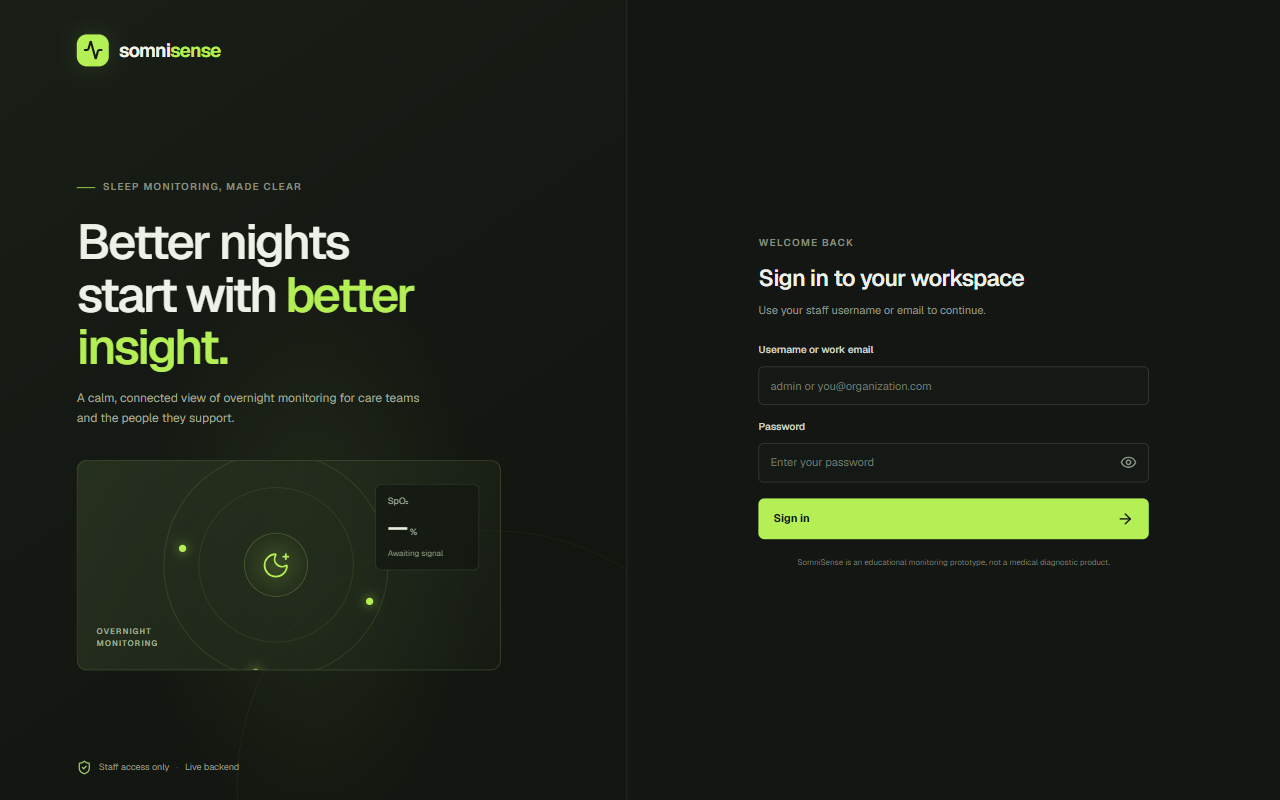 somnisense
SLEEP MONITORING, MADE CLEAR
Better nights
start with better
insight.
A calm, connected view of overnight monitoring for care teams
and the people they support.
SpO₂
— %
Awaiting signal
OVERNIGHT
MONITORING
Staff access only · Live backend
WELCOME BACK
Sign in to your workspace
Use your staff username or email to continue.
Username or work email
admin or you@organization.com
Password
Enter your password
Sign in
SomniSense is an educational monitoring prototype, not a medical diagnostic product.